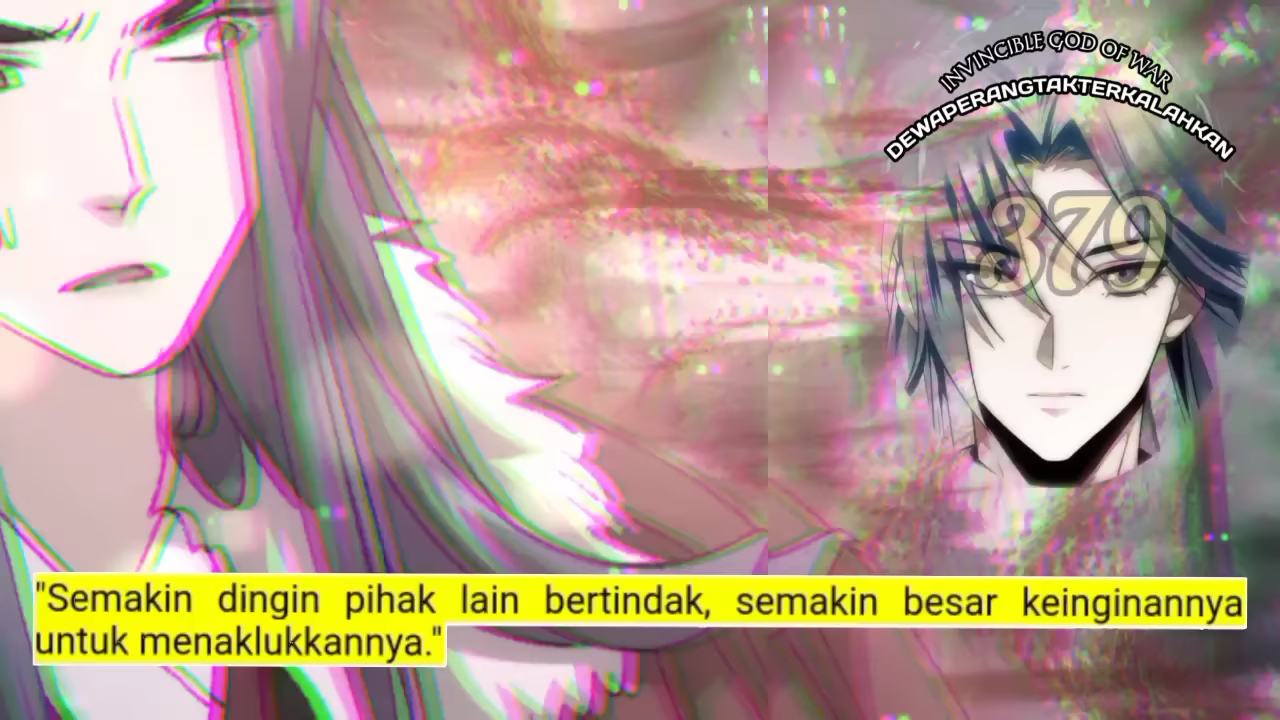 INVINCIBLE GOD OF WAR
DEWAPERANGTAKTERKALAHKAN
379
"Semakin dingin pihak lain bertindak, semakin besar keinginannya
untuk menaklukkannya."